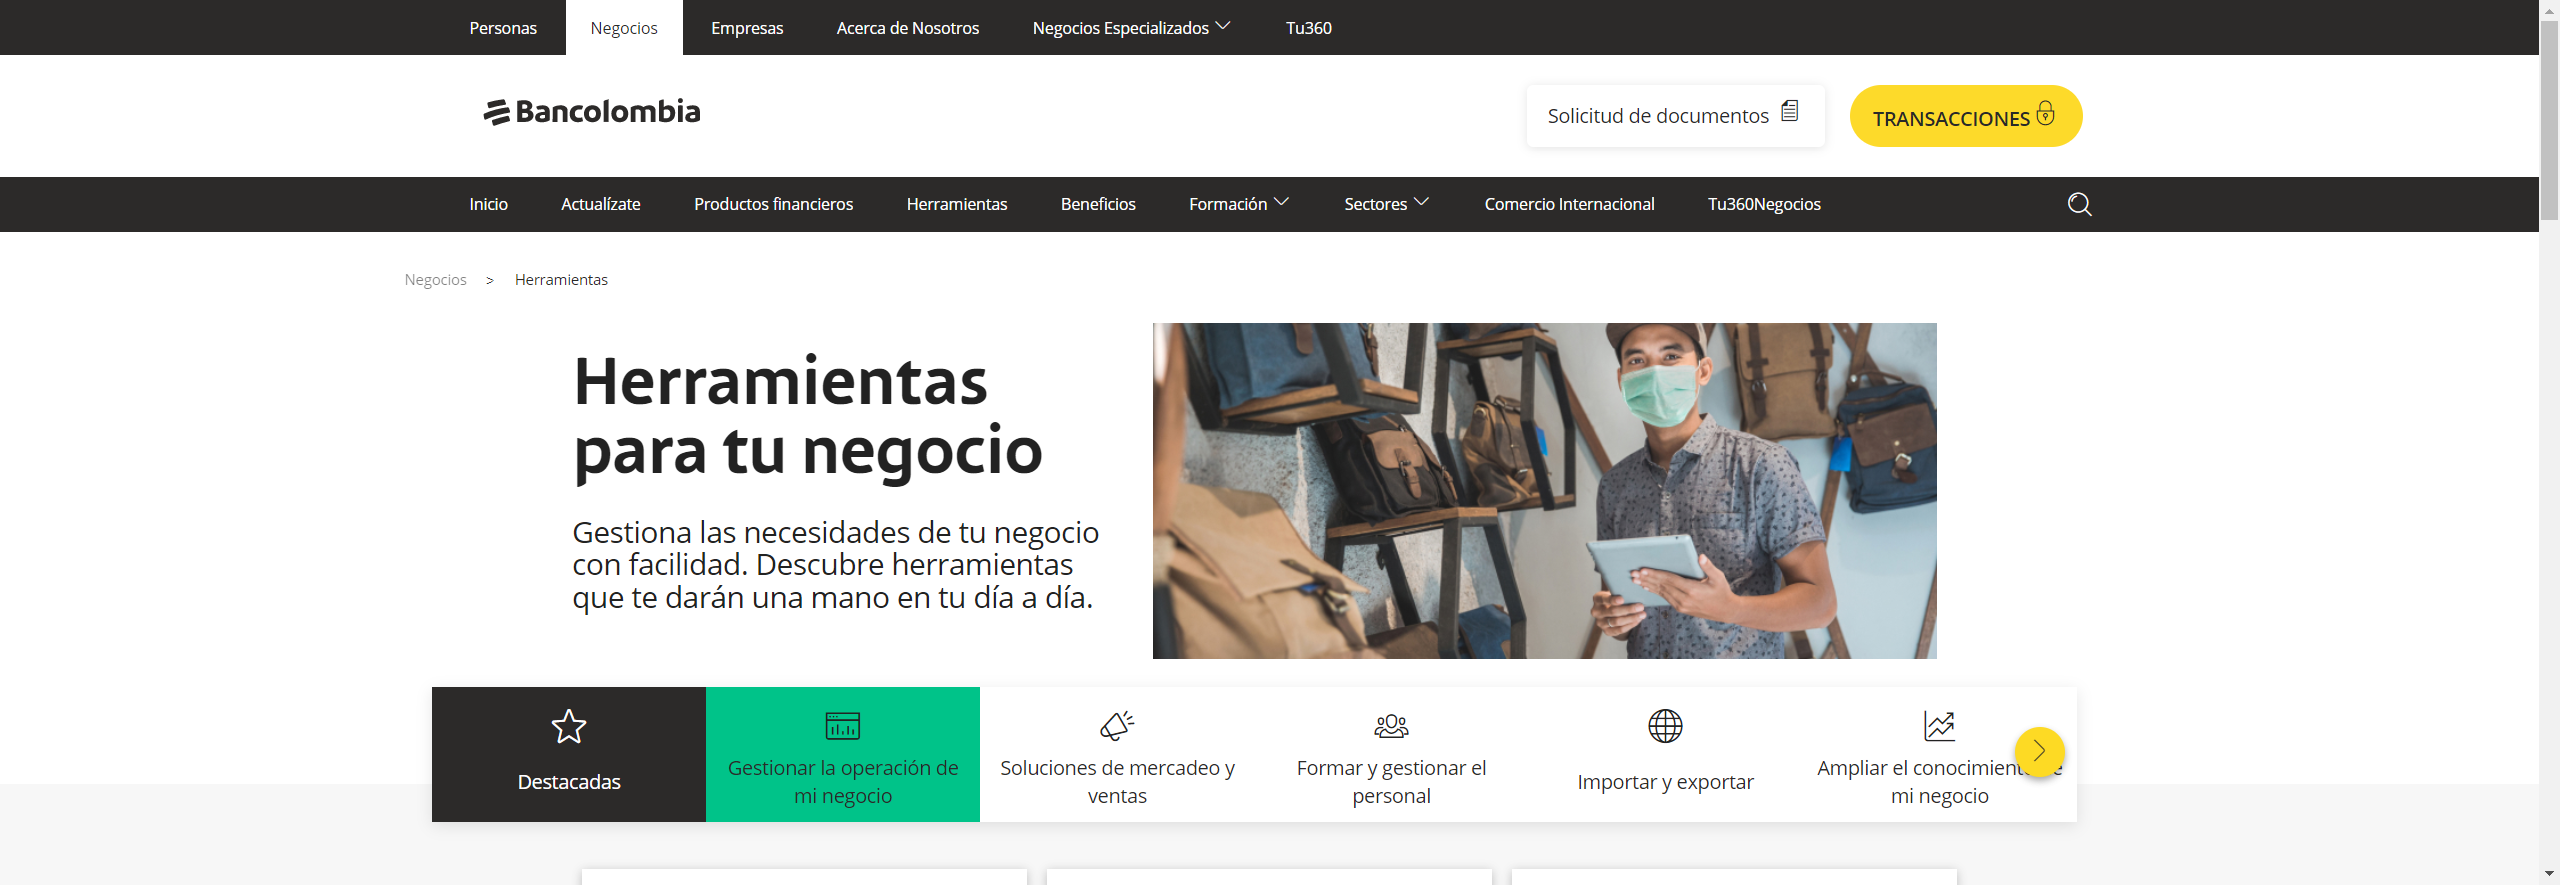 Personas Negocios Empresas Acerca de Nosotros Negocios Especializados Tu360
Bancolombia
Solicitud de documentos
TRANSACCIONES
Inicio Actualízate Productos financieros Herramientas Beneficios Formación Sectores Comercio Internacional Tu360Negocios
Negocios > Herramientas
Herramientas
para tu negocio
Gestiona las necesidades de tu negocio
con facilidad. Descubre herramientas
que te darán una mano en tu día a día.
Destacadas
Gestionar la operación de
mi negocio
Soluciones de mercadeo y
ventas
Formar y gestionar el
personal
Importar y exportar
Ampliar el conocimiento de
mi negocio